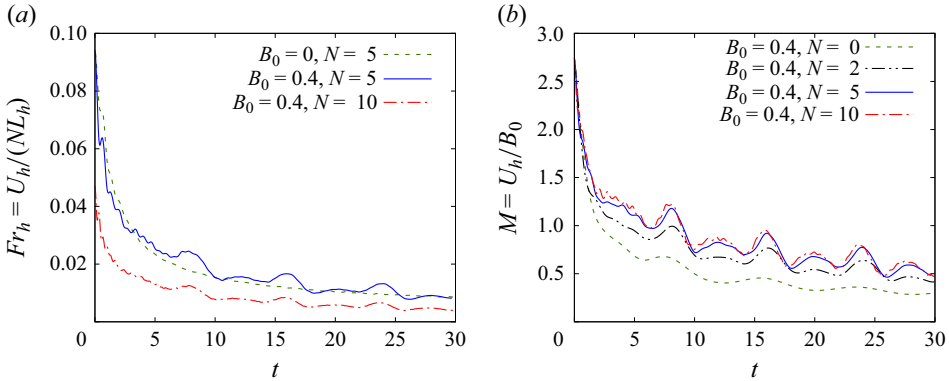 (a)
0.10
0.08
0.06
0.04
0.02
0
5
10
15
20
25
30
Fr_h = U_h/(NL_h)
t
B_0 = 0, N = 5
B_0 = 0.4, N = 5
B_0 = 0.4, N = 10
(b)
3.0
2.5
2.0
1.5
1.0
0.5
0
5
10
15
20
25
30
M = U_h/B_0
t
B_0 = 0.4, N = 0
B_0 = 0.4, N = 2
B_0 = 0.4, N = 5
B_0 = 0.4, N = 10